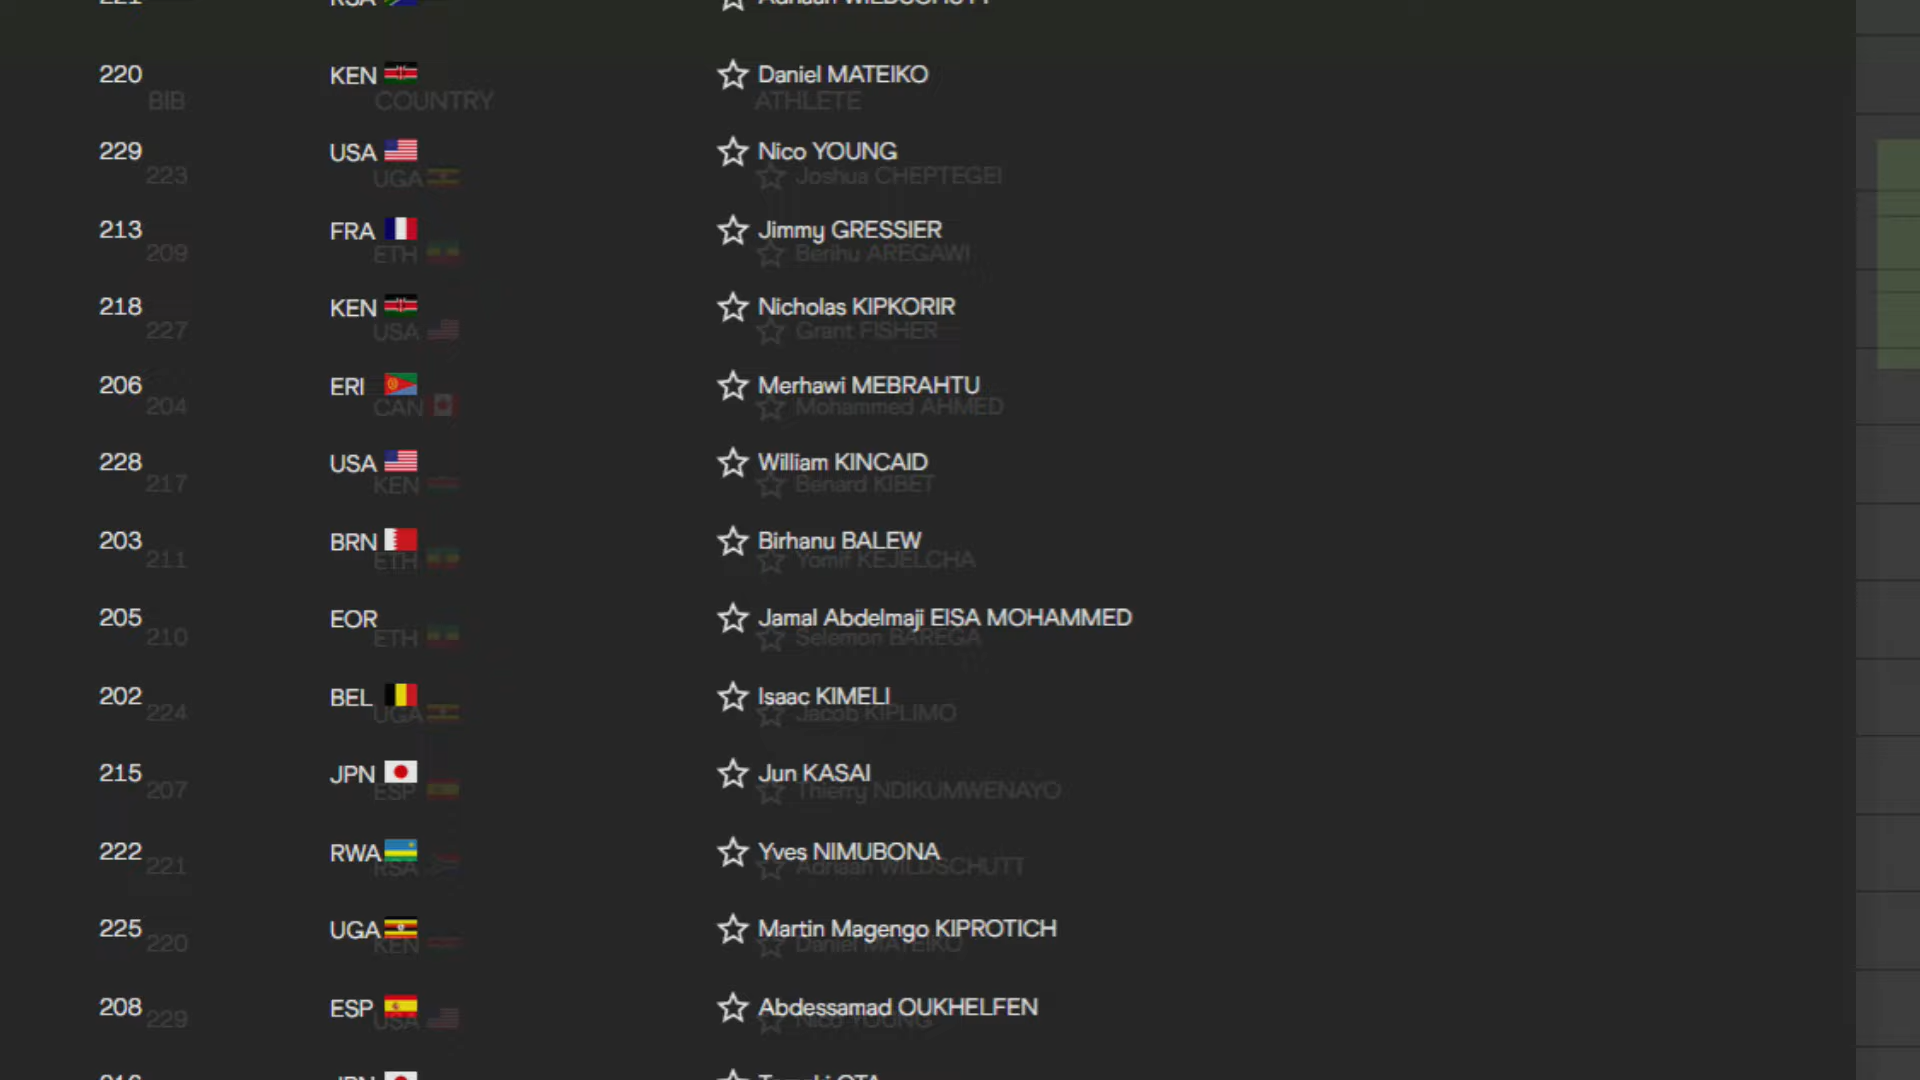 221 RSA Adriaan WILDSCHUTT
220 KEN Daniel MATEIKO
BIB COUNTRY ATHLETE
229 USA Nico YOUNG
223 UGA Joshua CHEPTEGEI
213 FRA Jimmy GRESSIER
209 ETH Berihu AREGAWI
218 KEN Nicholas KIPKORIR
227 USA Grant FISHER
206 ERI Merhawi MEBRAHTU
204 CAN Mohammed AHMED
228 USA William KINCAID
217 KEN Benard KIBET
203 BRN Birhanu BALEW
211 ETH Yomif KEJELCHA
205 EOR Jamal Abdelmaji EISA MOHAMMED
210 ETH Selemon BAREGA
202 BEL Isaac KIMELI
224 UGA Jacob KIPLIMO
215 JPN Jun KASAI
207 ESP Thierry NDIKUMWENAYO
222 RWA Yves NIMUBONA
221 RSA Adriaan WILDSCHUTT
225 UGA Martin Magengo KIPROTICH
220 KEN Daniel MATEIKO
208 ESP Abdessamad OUKHELFEN
229 USA Nico YOUNG